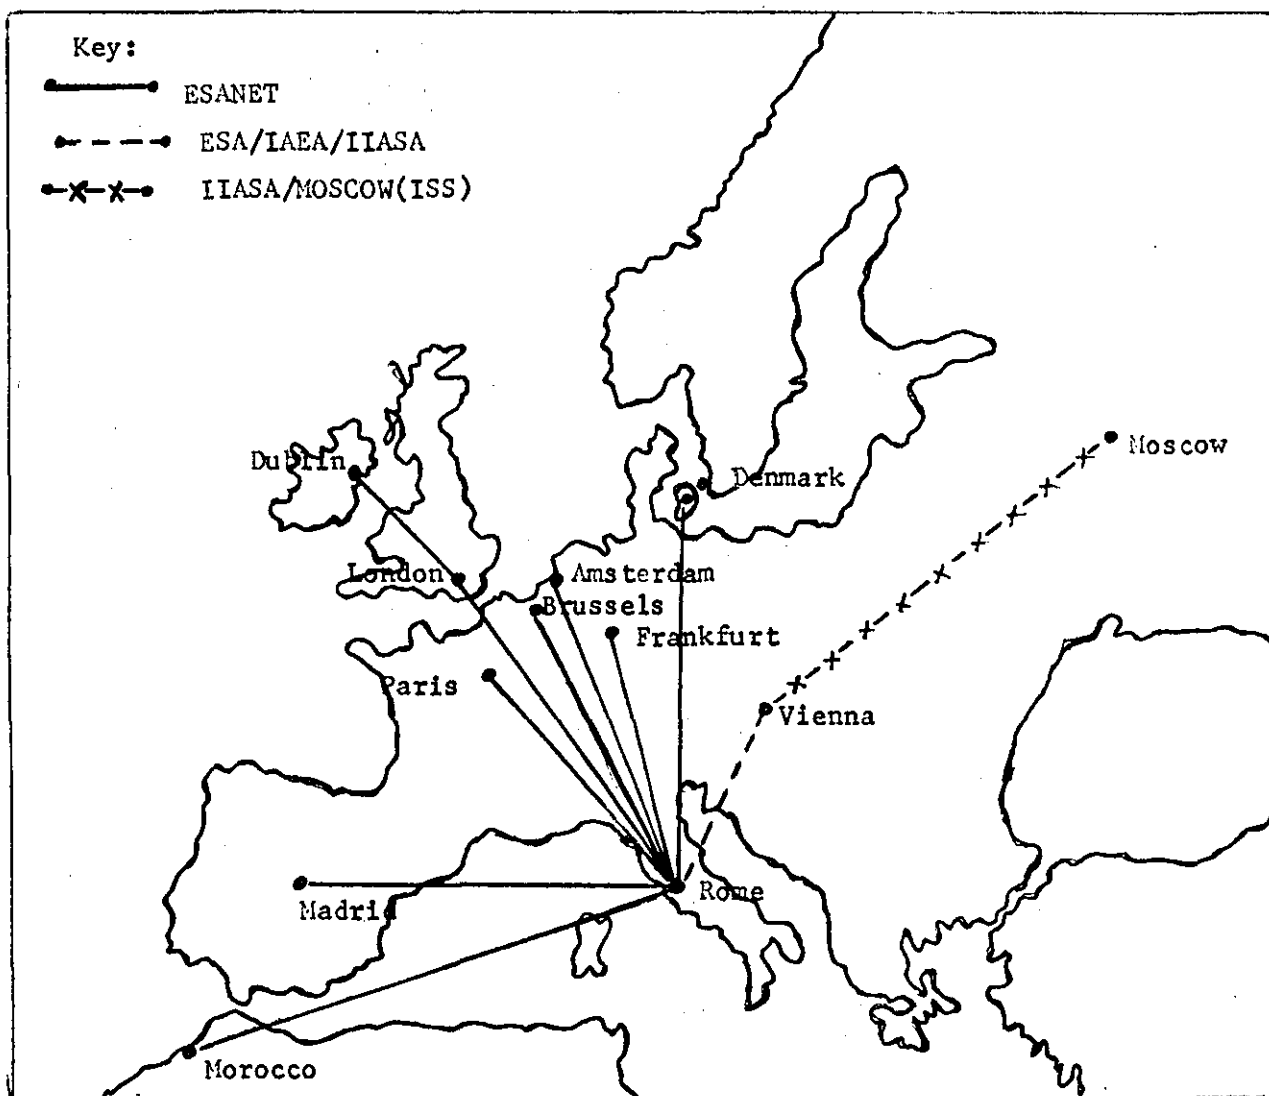 Key:
ESANET
ESA/IAEA/IIASA
IIASA/MOSCOW(ISS)
Moscow
Dublin
Denmark
London
Amsterdam
Brussels
Frankfurt
Paris
Vienna
Rome
Madrid
Morocco